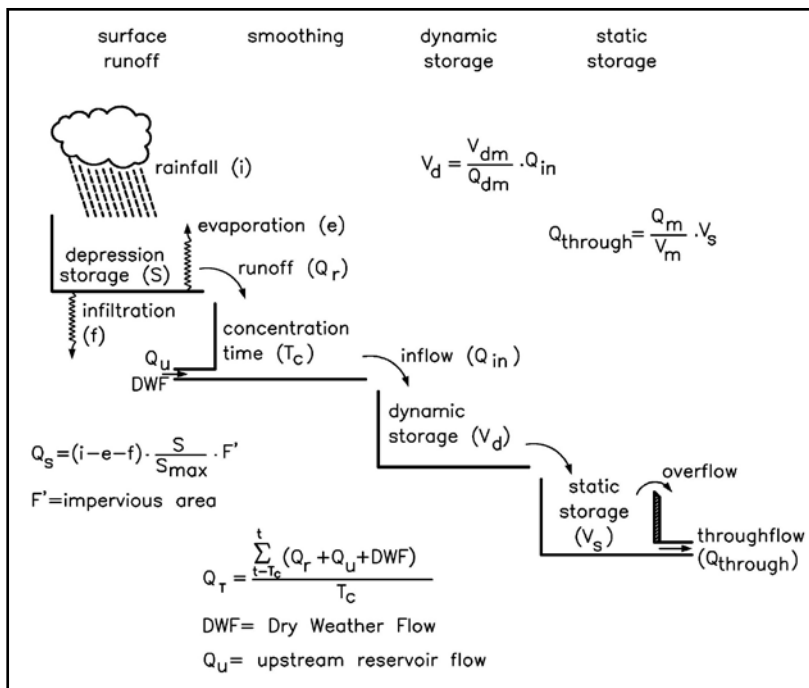 surface runoff
smoothing
dynamic storage
static storage
rainfall (i)
V_d = V_dm / Q_dm · Q_in
Q_through = Q_m / V_m · V_s
evaporation (e)
depression storage (S)
runoff (Q_r)
infiltration (f)
concentration time (T_c)
Q_u
DWF
inflow (Q_in)
dynamic storage (V_d)
Q_s = (i-e-f) · S / S_max · F'
F'=impervious area
overflow
static storage (V_s)
throughflow (Q_through)
Q_T = t ∑ t-T_c (Q_r + Q_u + DWF) / T_c
DWF= Dry Weather Flow
Q_u= upstream reservoir flow